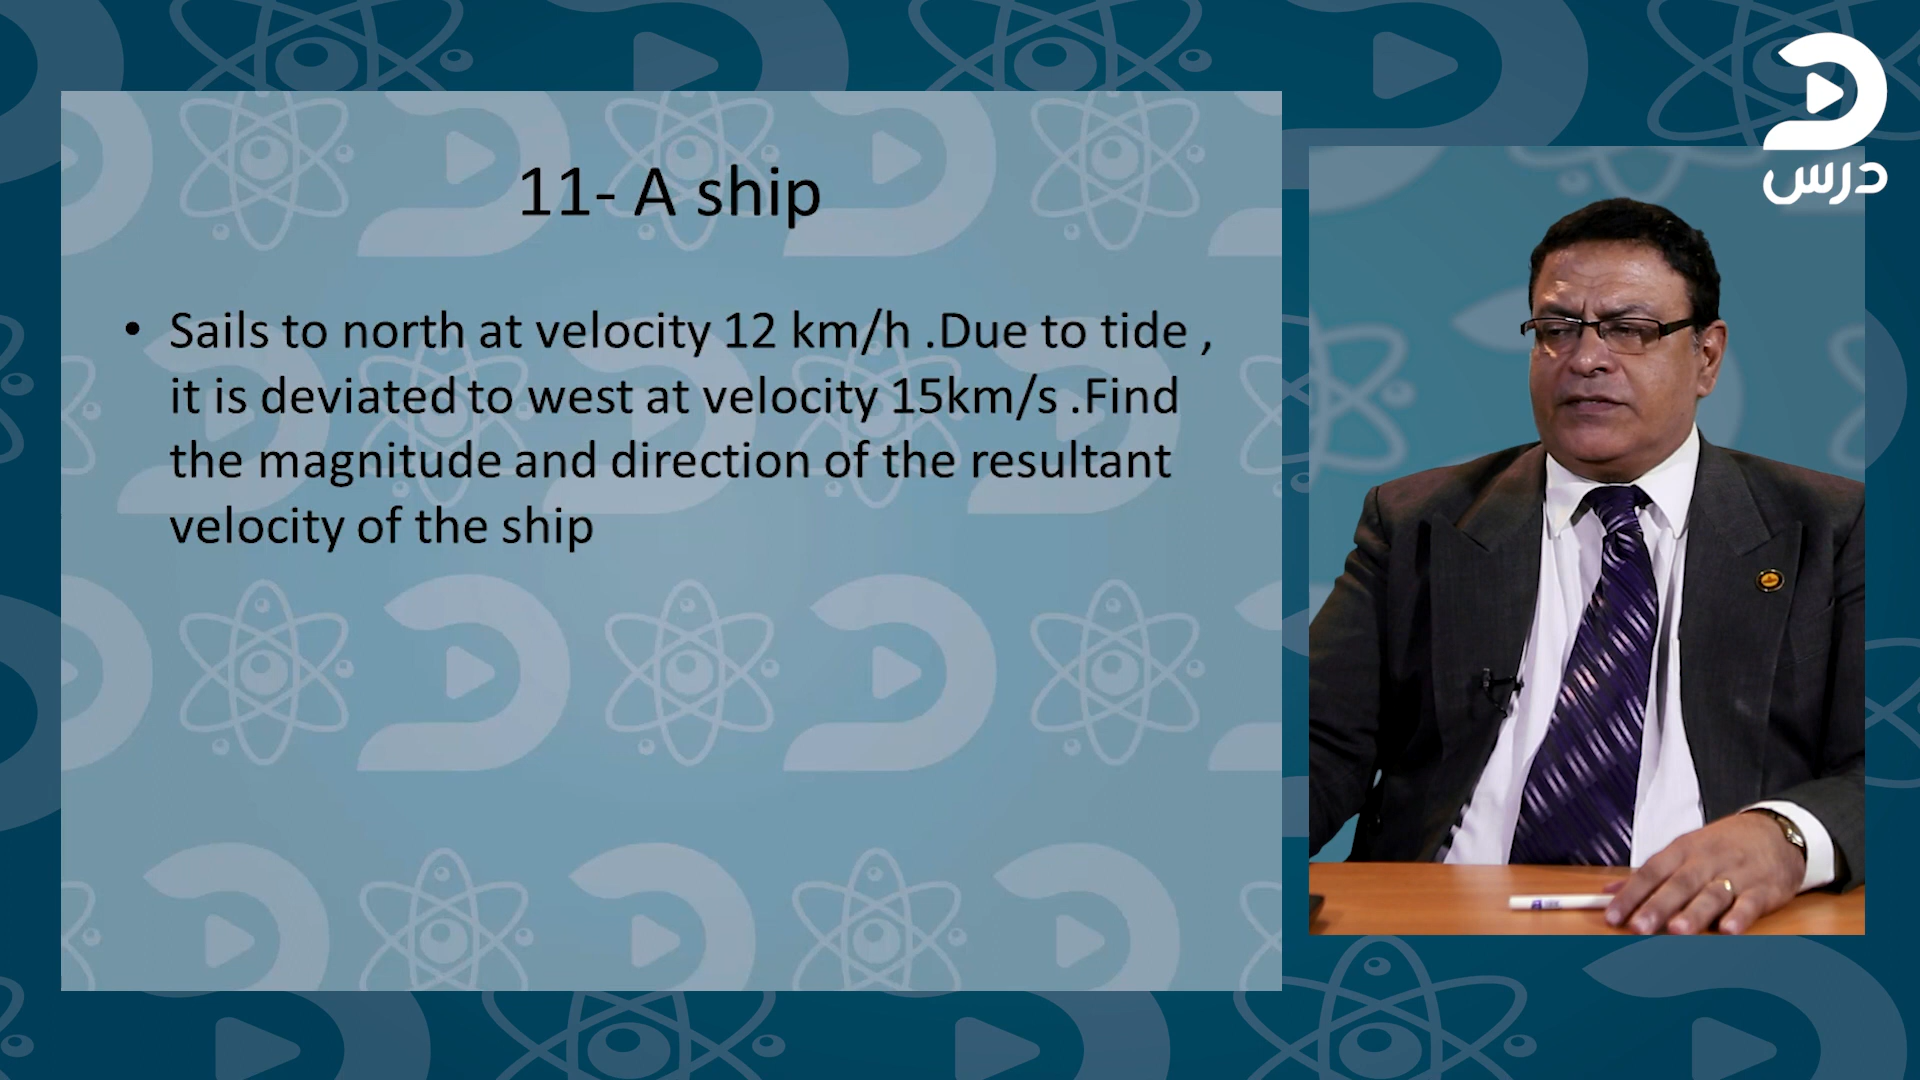 درس
11- A ship
• Sails to north at velocity 12 km/h .Due to tide ,
it is deviated to west at velocity 15km/s .Find
the magnitude and direction of the resultant
velocity of the ship